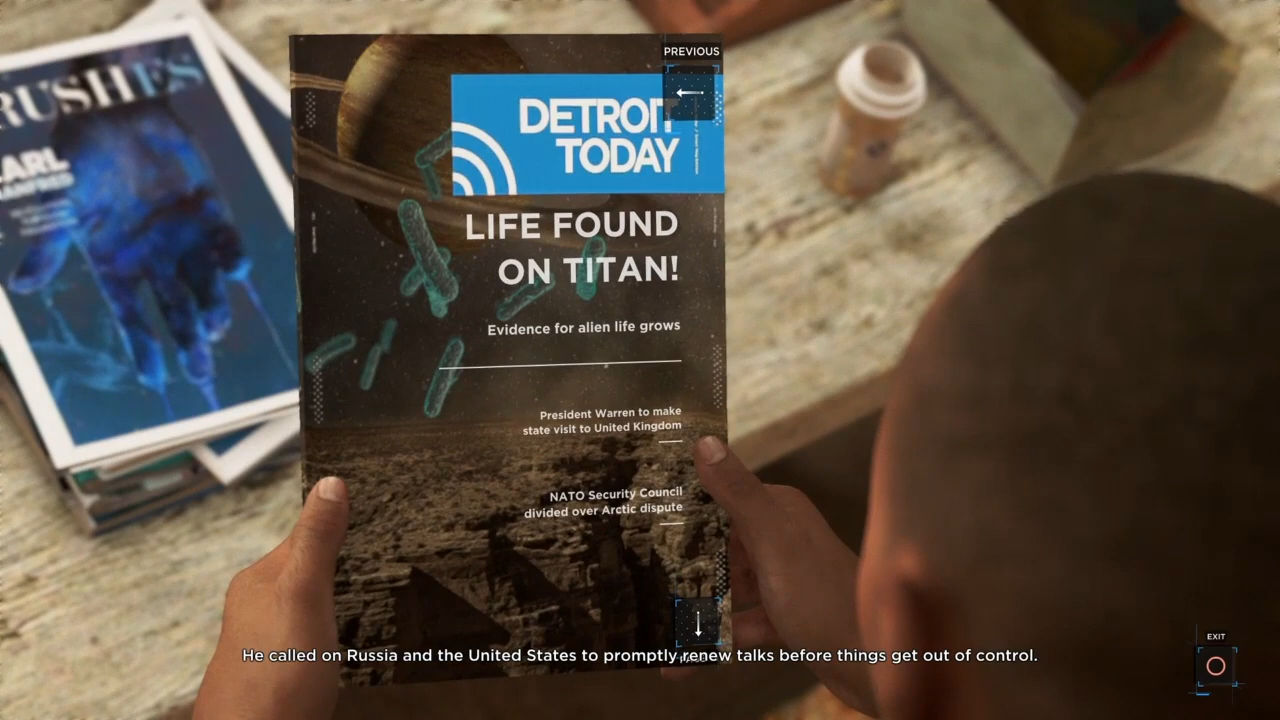 RUSHES
PREVIOUS
DETROIT
TODAY
LIFE FOUND
ON TITAN!
Evidence for alien life grows
President Warren to make
state visit to United Kingdom
NATO Security Council
divided over Arctic dispute
He called on Russia and the United States to promptly renew talks before things get out of control.
EXIT